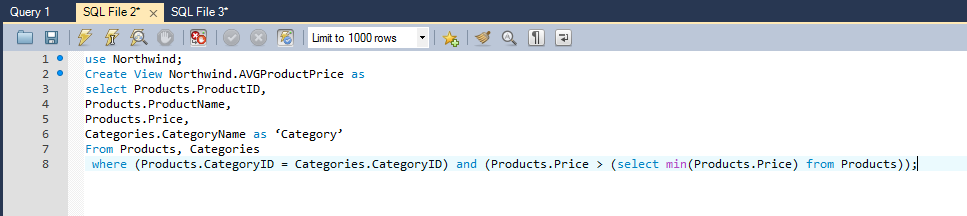 Query 1 SQL File 2* × SQL File 3*
Limit to 1000 rows
1 use Northwind;
2 Create View Northwind.AVGProductPrice as
3 select Products.ProductID,
4 Products.ProductName,
5 Products.Price,
6 Categories.CategoryName as ‘Category’
7 From Products, Categories
8 where (Products.CategoryID = Categories.CategoryID) and (Products.Price > (select min(Products.Price) from Products));